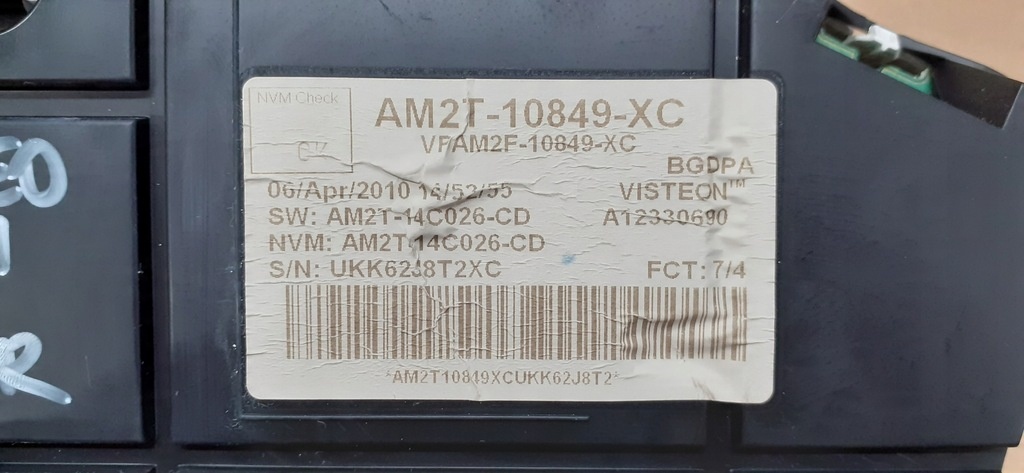 NVM Check
OK
AM2T-10849-XC
VPAM2F-10849-XC
BGDPA
06/Apr/2010 14/52/55
VISTEON™
SW: AM2T-14C026-CD
A12330690
NVM: AM2T-14C026-CD
S/N: UKK62J8T2XC
FCT: 7/4
*AM2T10849XCUKK62J8T2*